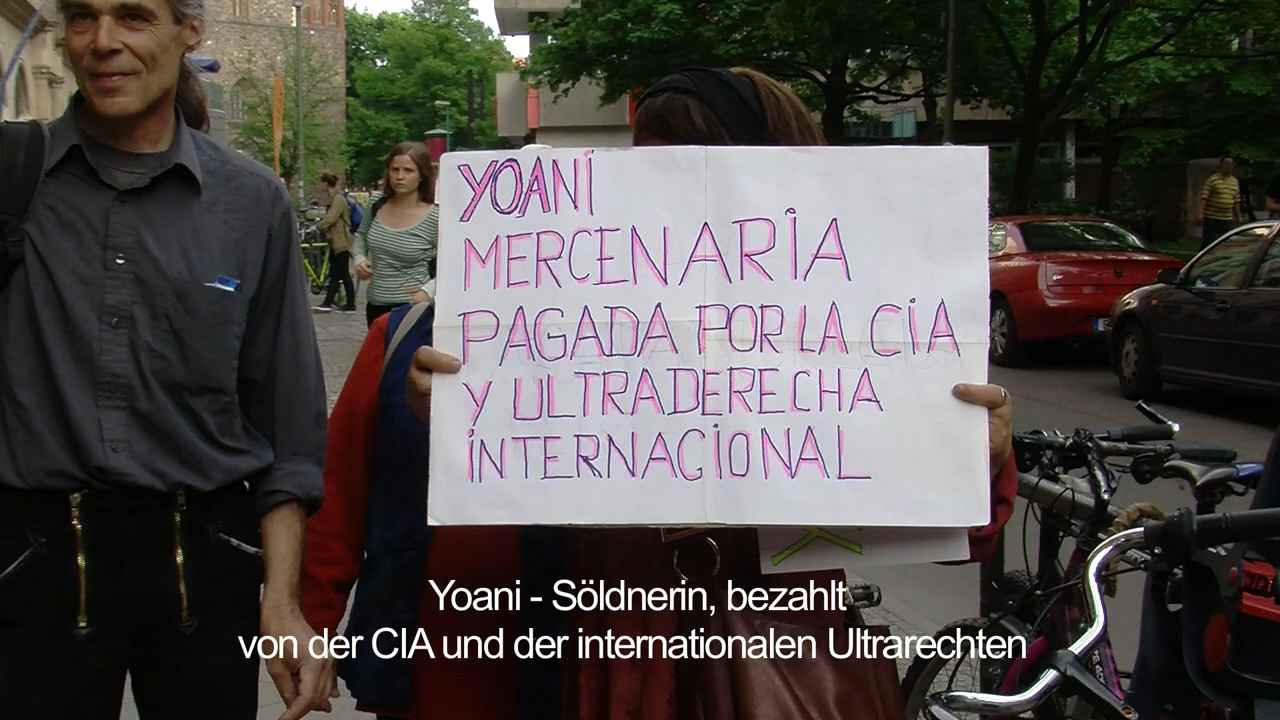 YOANI
MERCENARIA
PAGADA POR LA CIA
Y ULTRADERECHA
INTERNACIONAL
Yoani - Söldnerin, bezahlt
von der CIA und der internationalen Ultrarechten